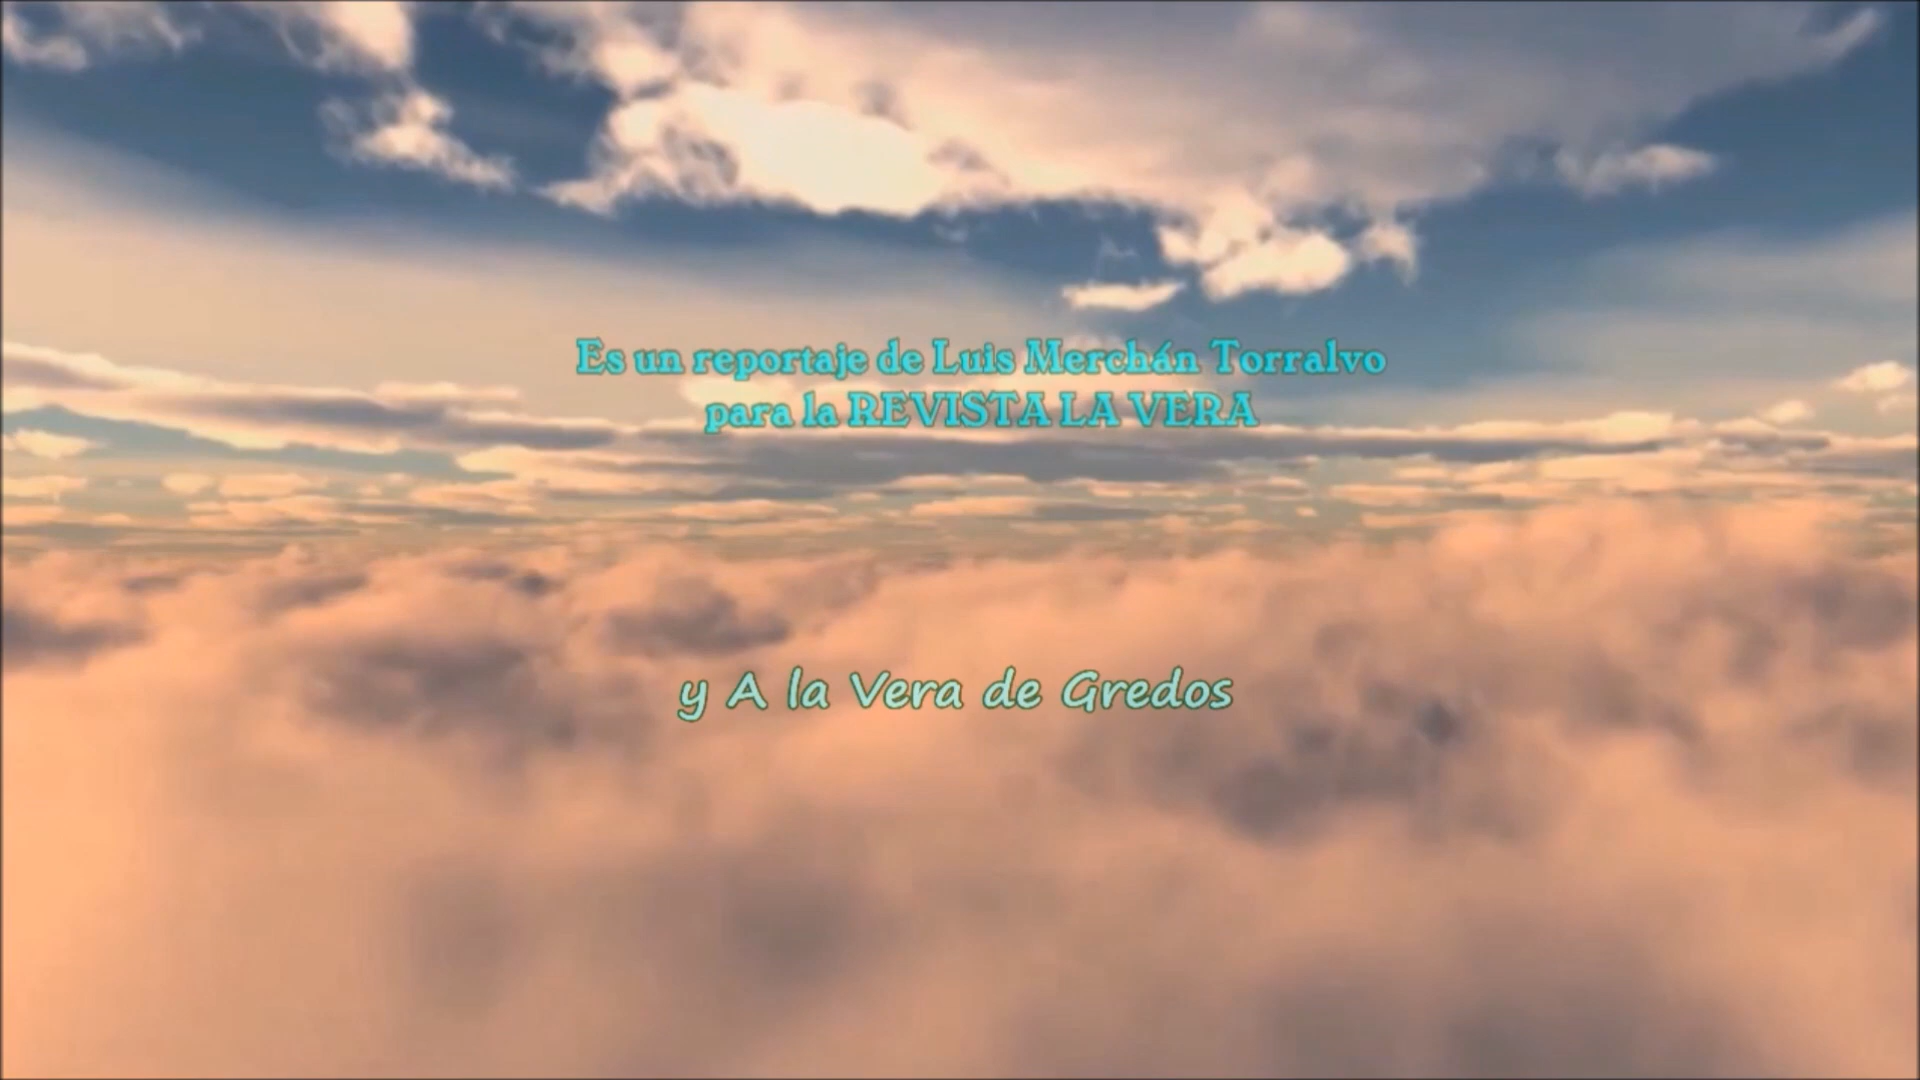 Es un reportaje de Luis Merchán Torralvo
para la REVISTA LA VERA
y A la Vera de Gredos